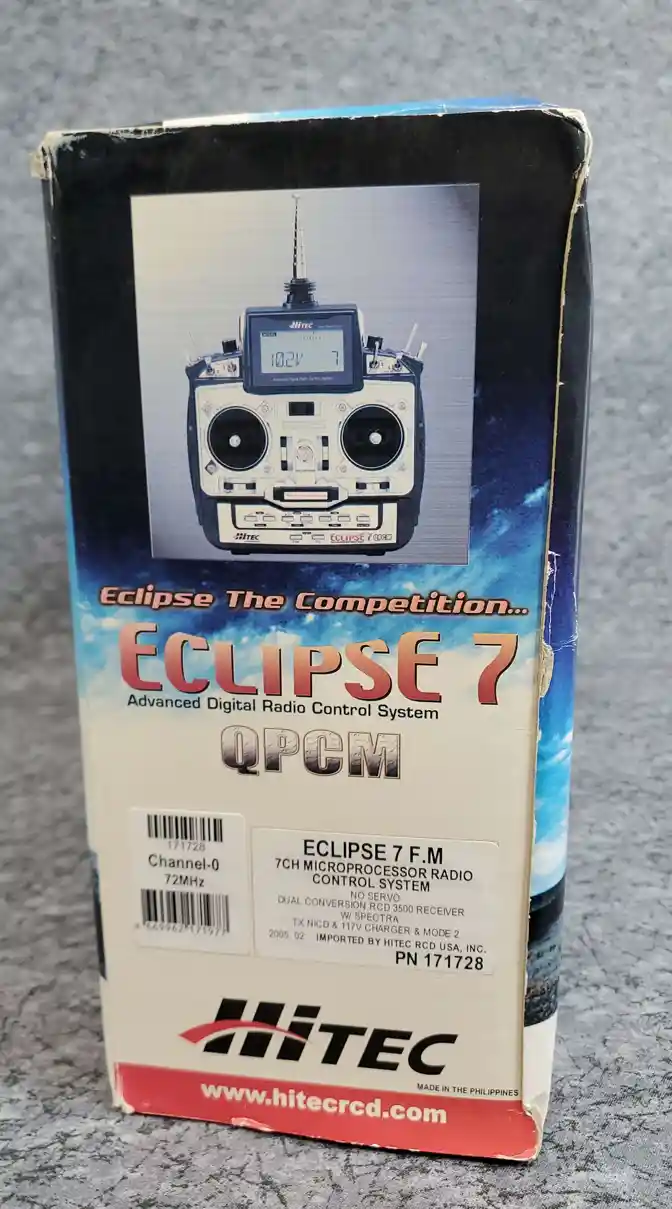 HiTEC
102V 7
HiTEC
ECLIPSE 7
Eclipse The Competition...
ECLIPSE 7
Advanced Digital Radio Control System
QPCM
171728
Channel-0
72MHz
ECLIPSE 7 F.M
7CH MICROPROCESSOR RADIO
CONTROL SYSTEM
NO SERVO
DUAL CONVERSION RCD 3500 RECEIVER
W/ SPECTRA
TX NICD & 117V CHARGER & MODE 2
2005. 02 IMPORTED BY HITEC RCD USA, INC.
PN 171728
HiTEC
MADE IN THE PHILIPPINES
www.hitecrcd.com